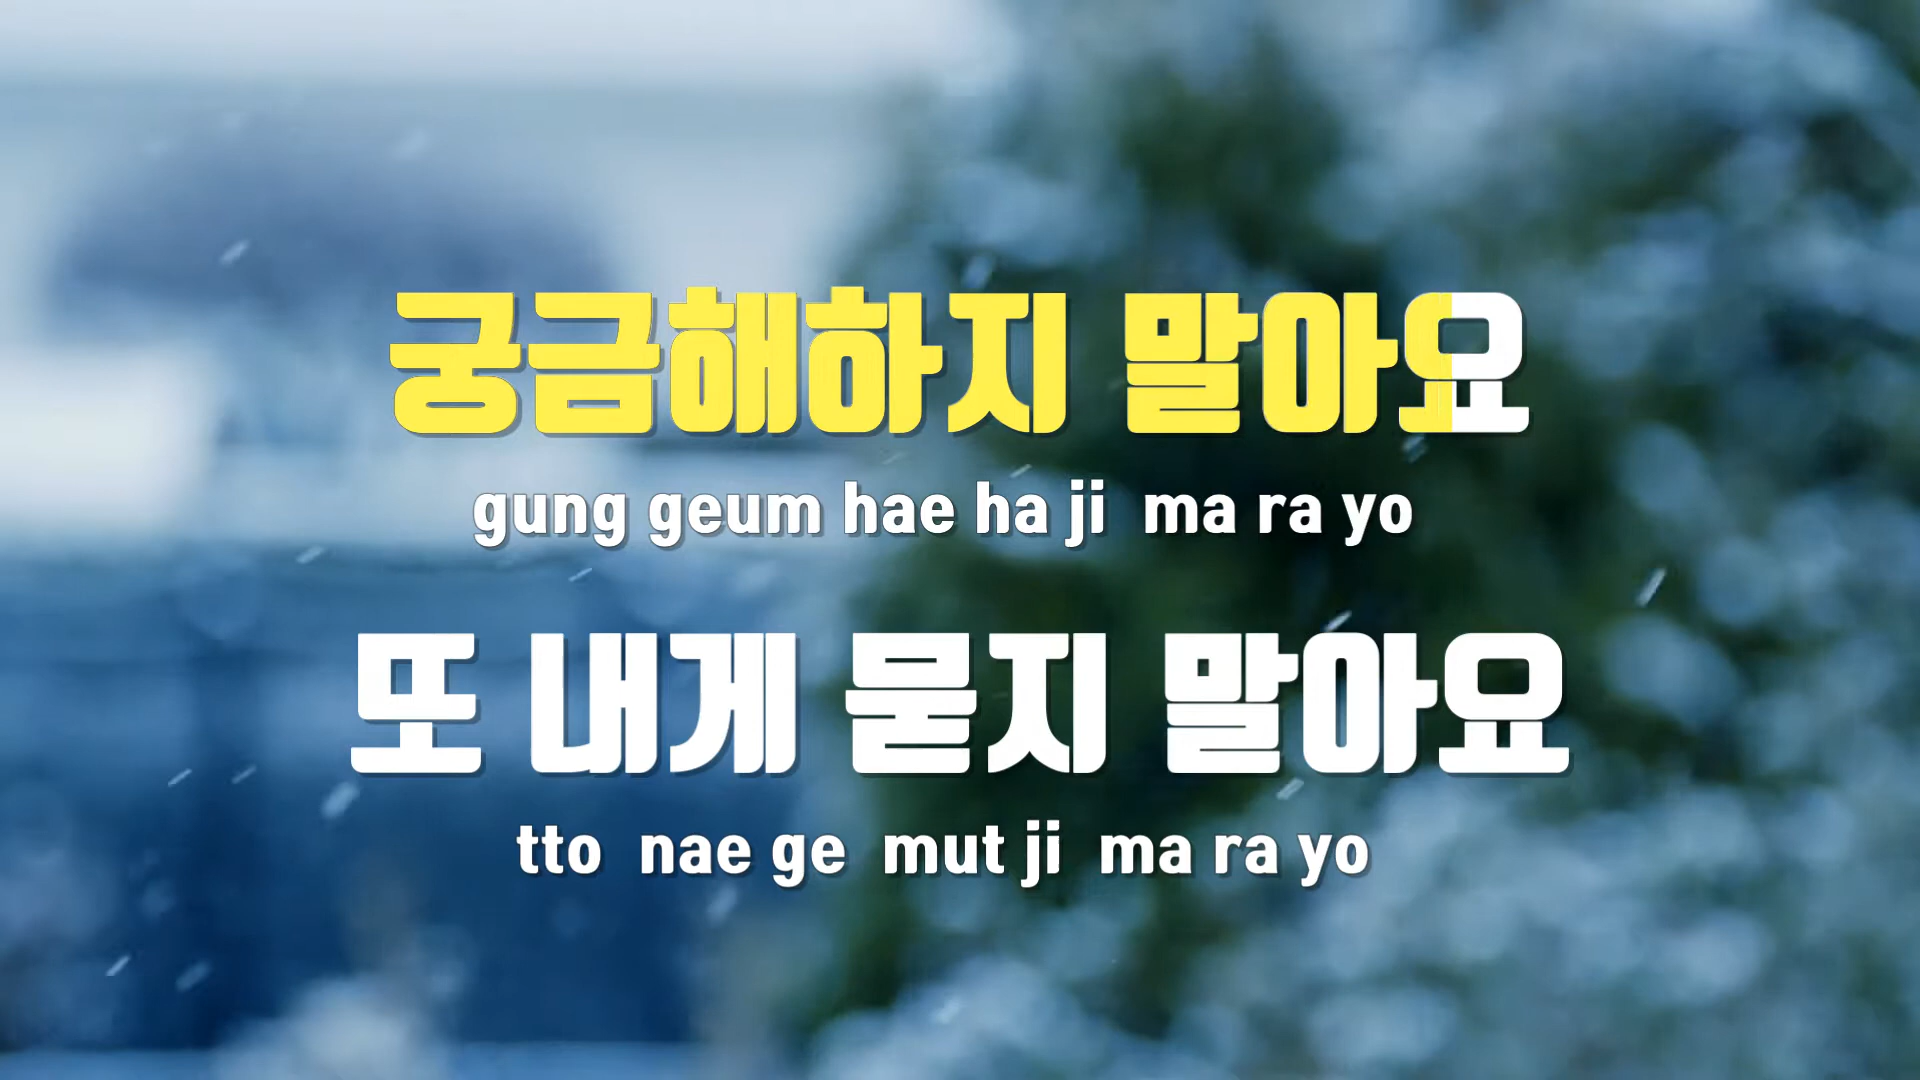 궁금해하지 말아요
gung geum hae ha ji ma ra yo
또 내게 묻지 말아요
tto nae ge mut ji ma ra yo